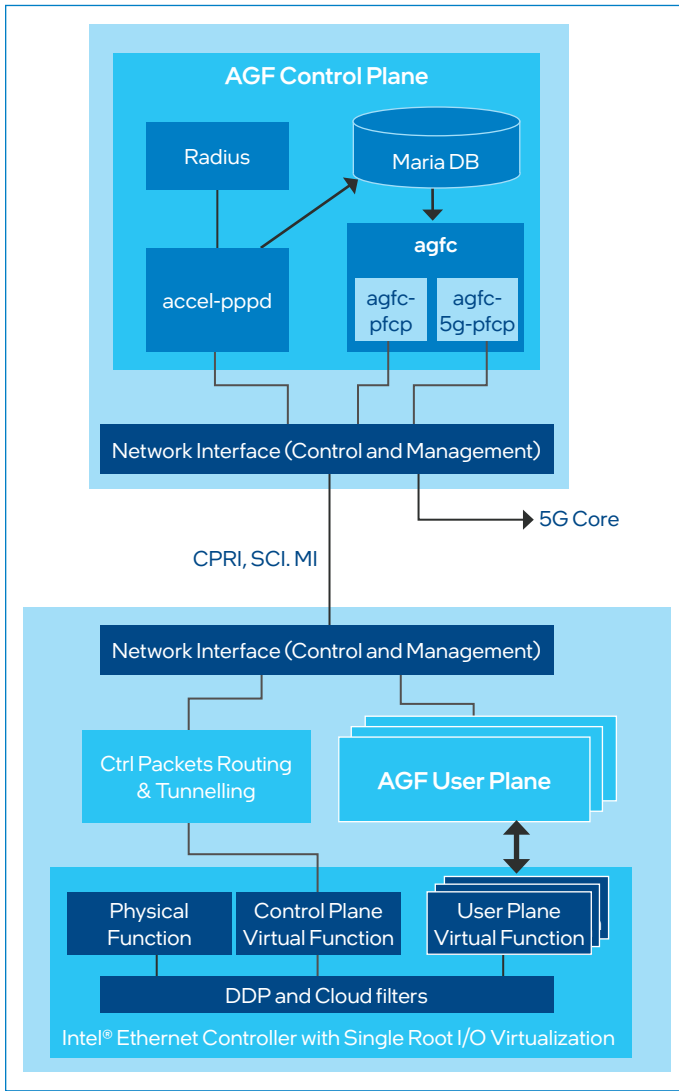 AGF Control Plane
Radius
Maria DB
accel-pppd
agfc
agfc-
pfcp
agfc-
5g-pfcp
Network Interface (Control and Management)
5G Core
CPRI, SCI. MI
Network Interface (Control and Management)
Ctrl Packets Routing
& Tunnelling
AGF User Plane
Physical
Function
Control Plane
Virtual Function
User Plane
Virtual Function
DDP and Cloud filters
Intel® Ethernet Controller with Single Root I/O Virtualization